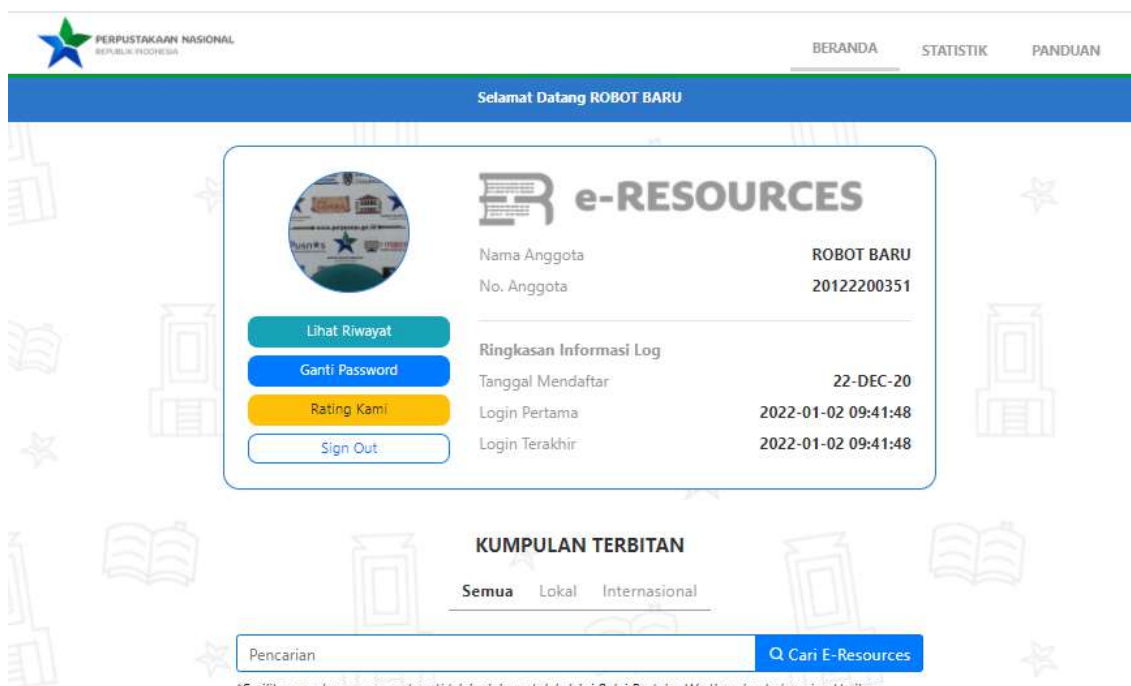 PERPUSTAKAAN NASIONAL
REPUBLIK INDONESIA
BERANDA STATISTIK PANDUAN
Selamat Datang ROBOT BARU
e-RESOURCES
Nama Anggota ROBOT BARU
No. Anggota 20122200351
Lihat Riwayat
Ganti Password
Rating Kami
Sign Out
Ringkasan Informasi Log
Tanggal Mendaftar 22-DEC-20
Login Pertama 2022-01-02 09:41:48
Login Terakhir 2022-01-02 09:41:48
KUMPULAN TERBITAN
Semua Lokal Internasional
Pencarian Cari E-Resources